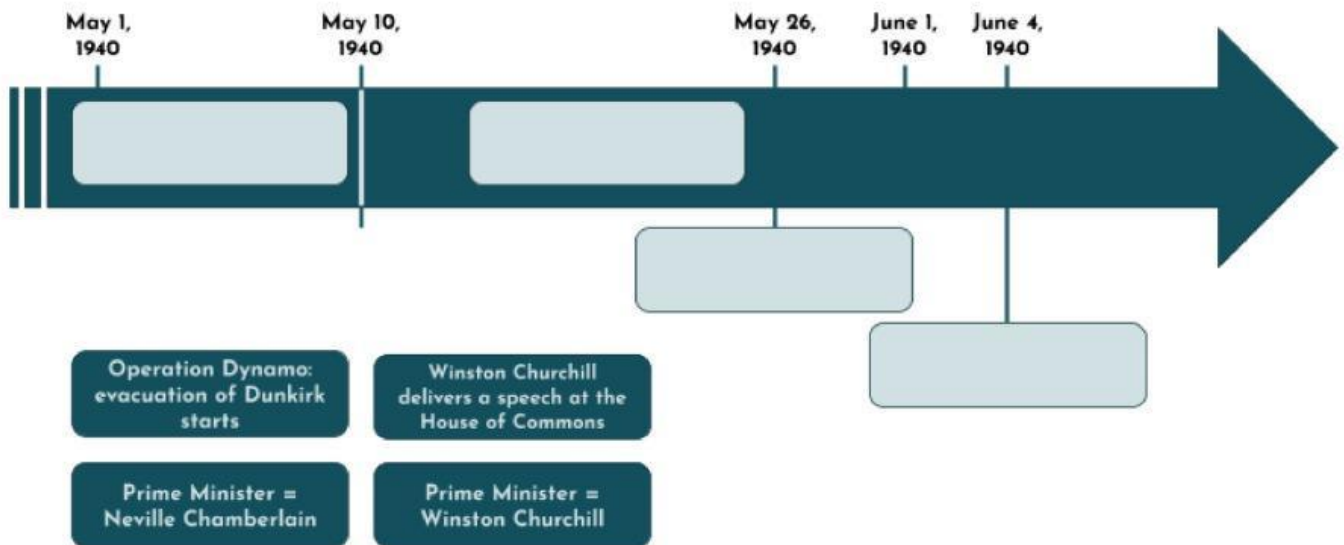 May 1,
1940
May 10,
1940
May 26,
1940
June 1,
1940
June 4,
1940
Operation Dynamo:
evacuation of Dunkirk
starts
Winston Churchill
delivers a speech at the
House of Commons
Prime Minister =
Neville Chamberlain
Prime Minister =
Winston Churchill